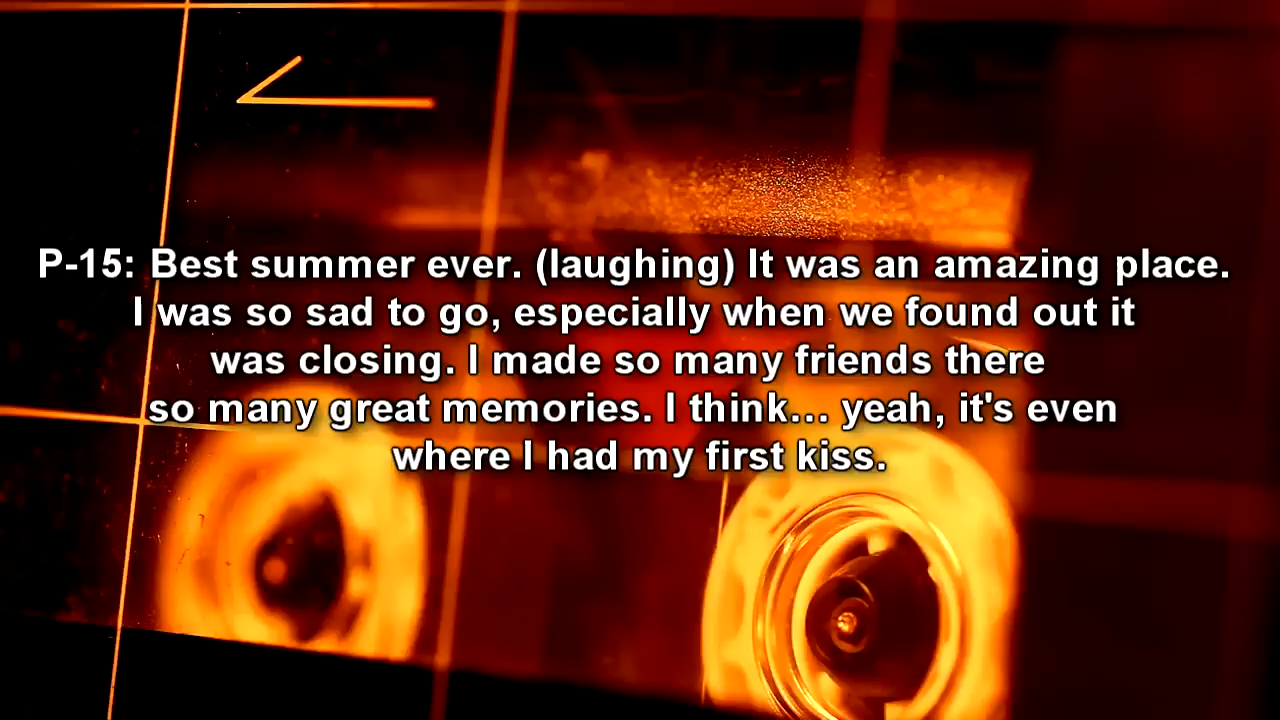 P-15: Best summer ever. (laughing) It was an amazing place.
I was so sad to go, especially when we found out it
was closing. I made so many friends there
so many great memories. I think... yeah, it's even
where I had my first kiss.